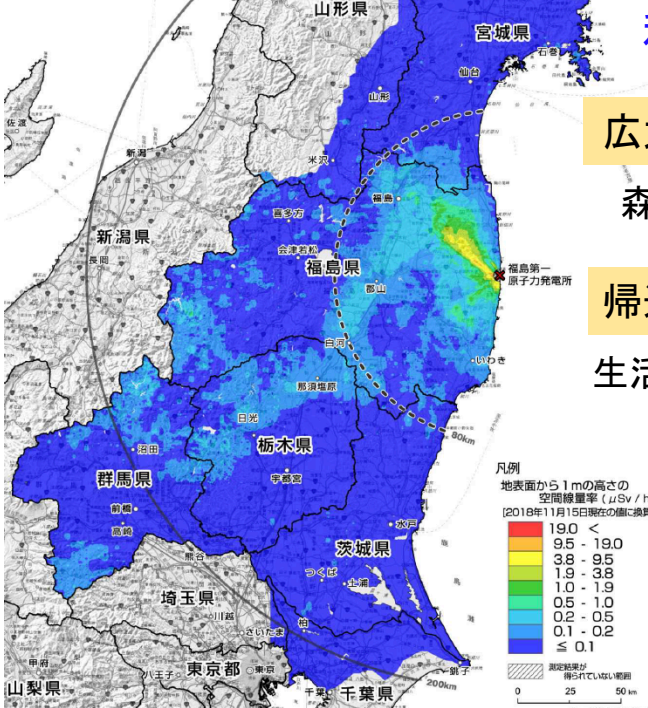 山形県
宮城県
石巻
仙台
山形
佐渡
新潟
米沢
広
森
福島
喜多方
新潟県
会津若松
福島県
長岡
福島第一
原子力発電所
郡山
帰
白河
いわき
生活
那須塩原
日光
80km
沼田
栃木県
群馬県
宇都宮
前橋
高崎
水戸
茨城県
熊谷
つくば
土浦
埼玉県
川越
さいたま
柏
甲府
八王子
東京都
東京
山梨県
千葉
千葉県
銚子
200km
凡例
地表面から1mの高さの
空間線量率(μSv/h
[2018年11月15日現在の値に換算
19.0 <
9.5 - 19.0
3.8 - 9.5
1.9 - 3.8
1.0 - 1.9
0.5 - 1.0
0.2 - 0.5
0.1 - 0.2
≤ 0.1
測定結果が
得られていない範囲
0 25 50 km